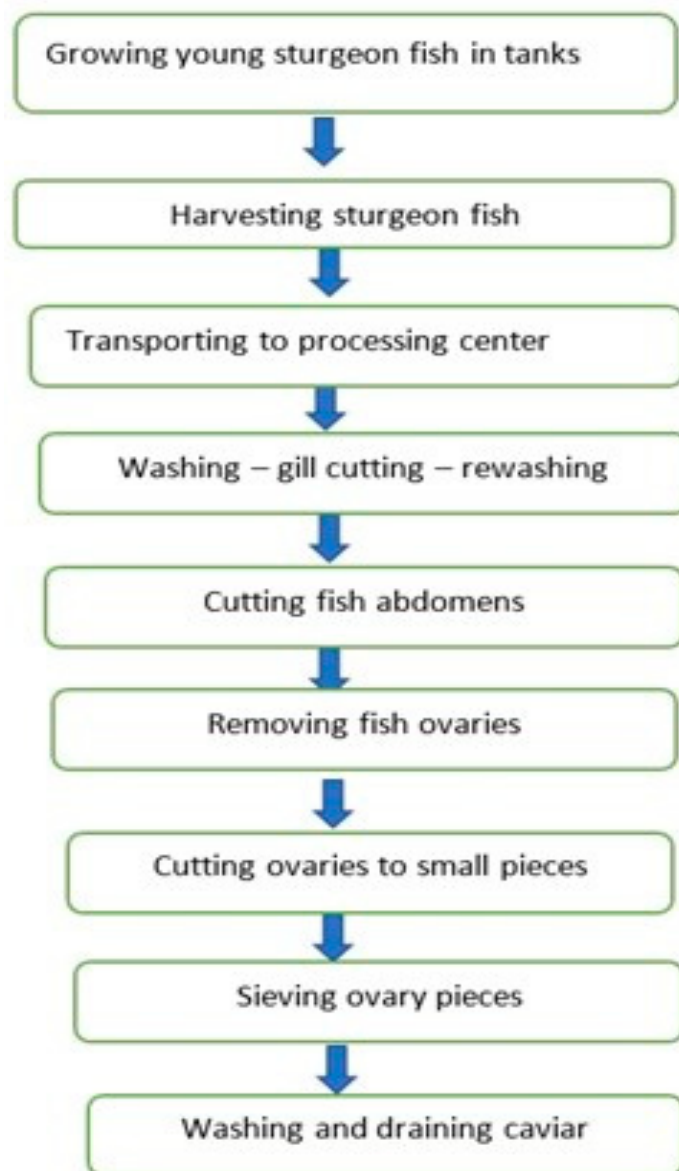 Growing young sturgeon fish in tanks
Harvesting sturgeon fish
Transporting to processing center
Washing – gill cutting – rewashing
Cutting fish abdomens
Removing fish ovaries
Cutting ovaries to small pieces
Sieving ovary pieces
Washing and draining caviar